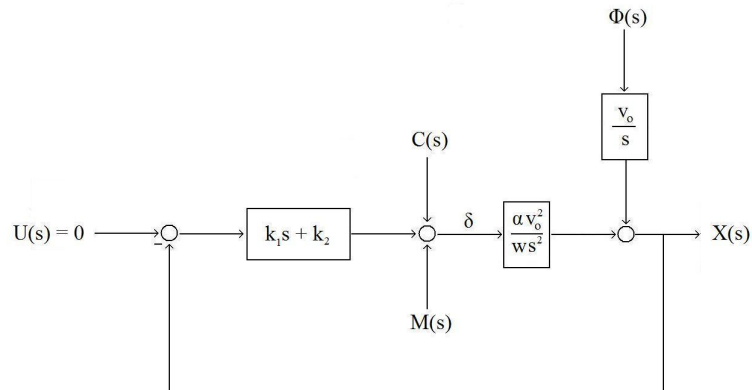 Φ(s)
v₀
s
C(s)
δ
U(s) = 0
-
k₁s + k₂
αv₀²
ws²
X(s)
M(s)